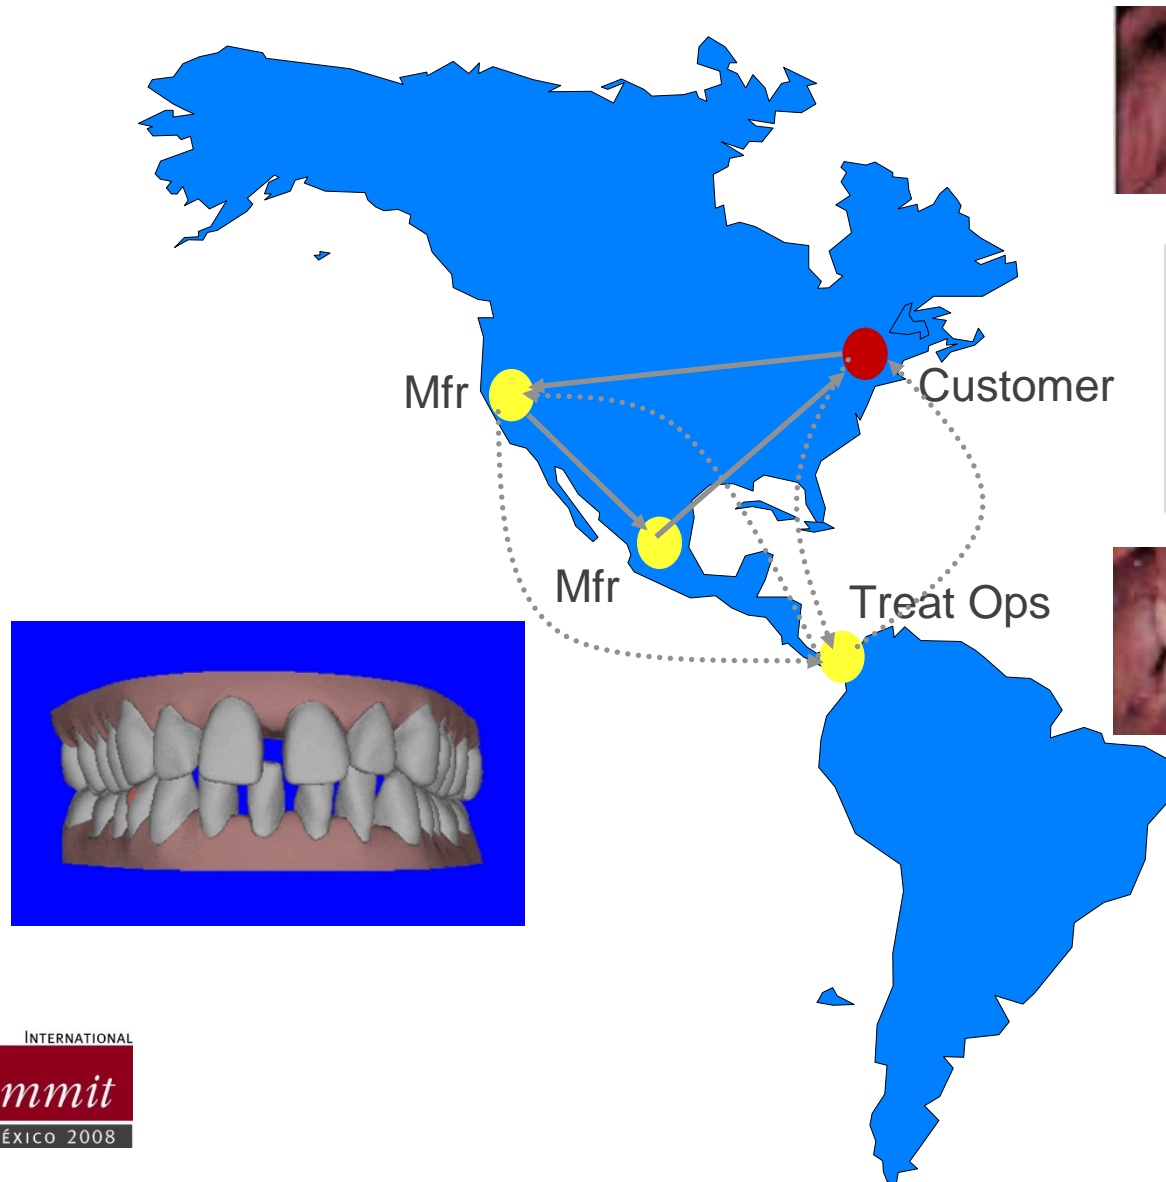 Mfr
Customer
Mfr
Treat Ops
INTERNATIONAL
mmit
ÉXICO 2008